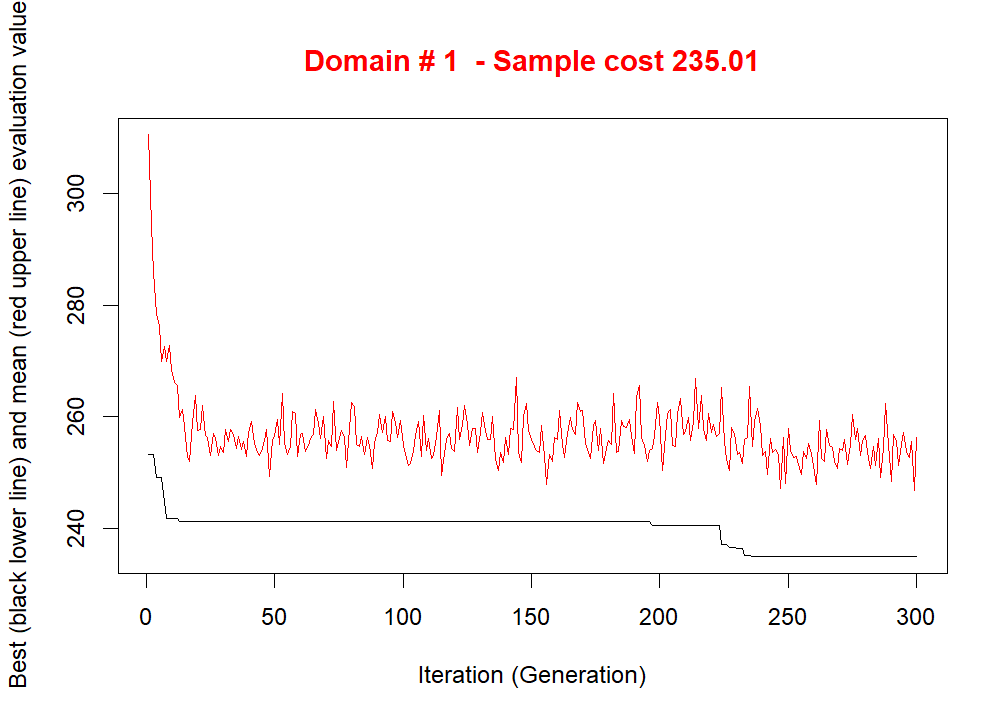 Domain # 1  - Sample cost 235.01
Best (black lower line) and mean (red upper line) evaluation value
300
280
260
240
0 50 100 150 200 250 300
Iteration (Generation)